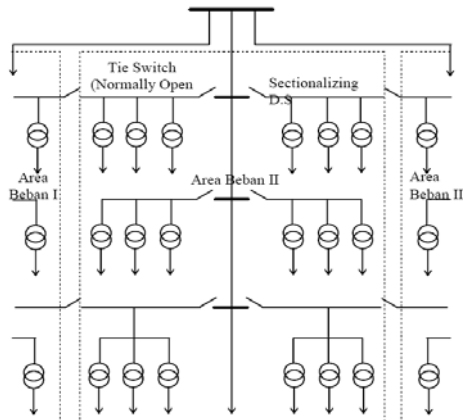 Tie Switch
(Normally Open
Sectionalizing
D.S
Area
Beban I
Area Beban II
Area
Beban II